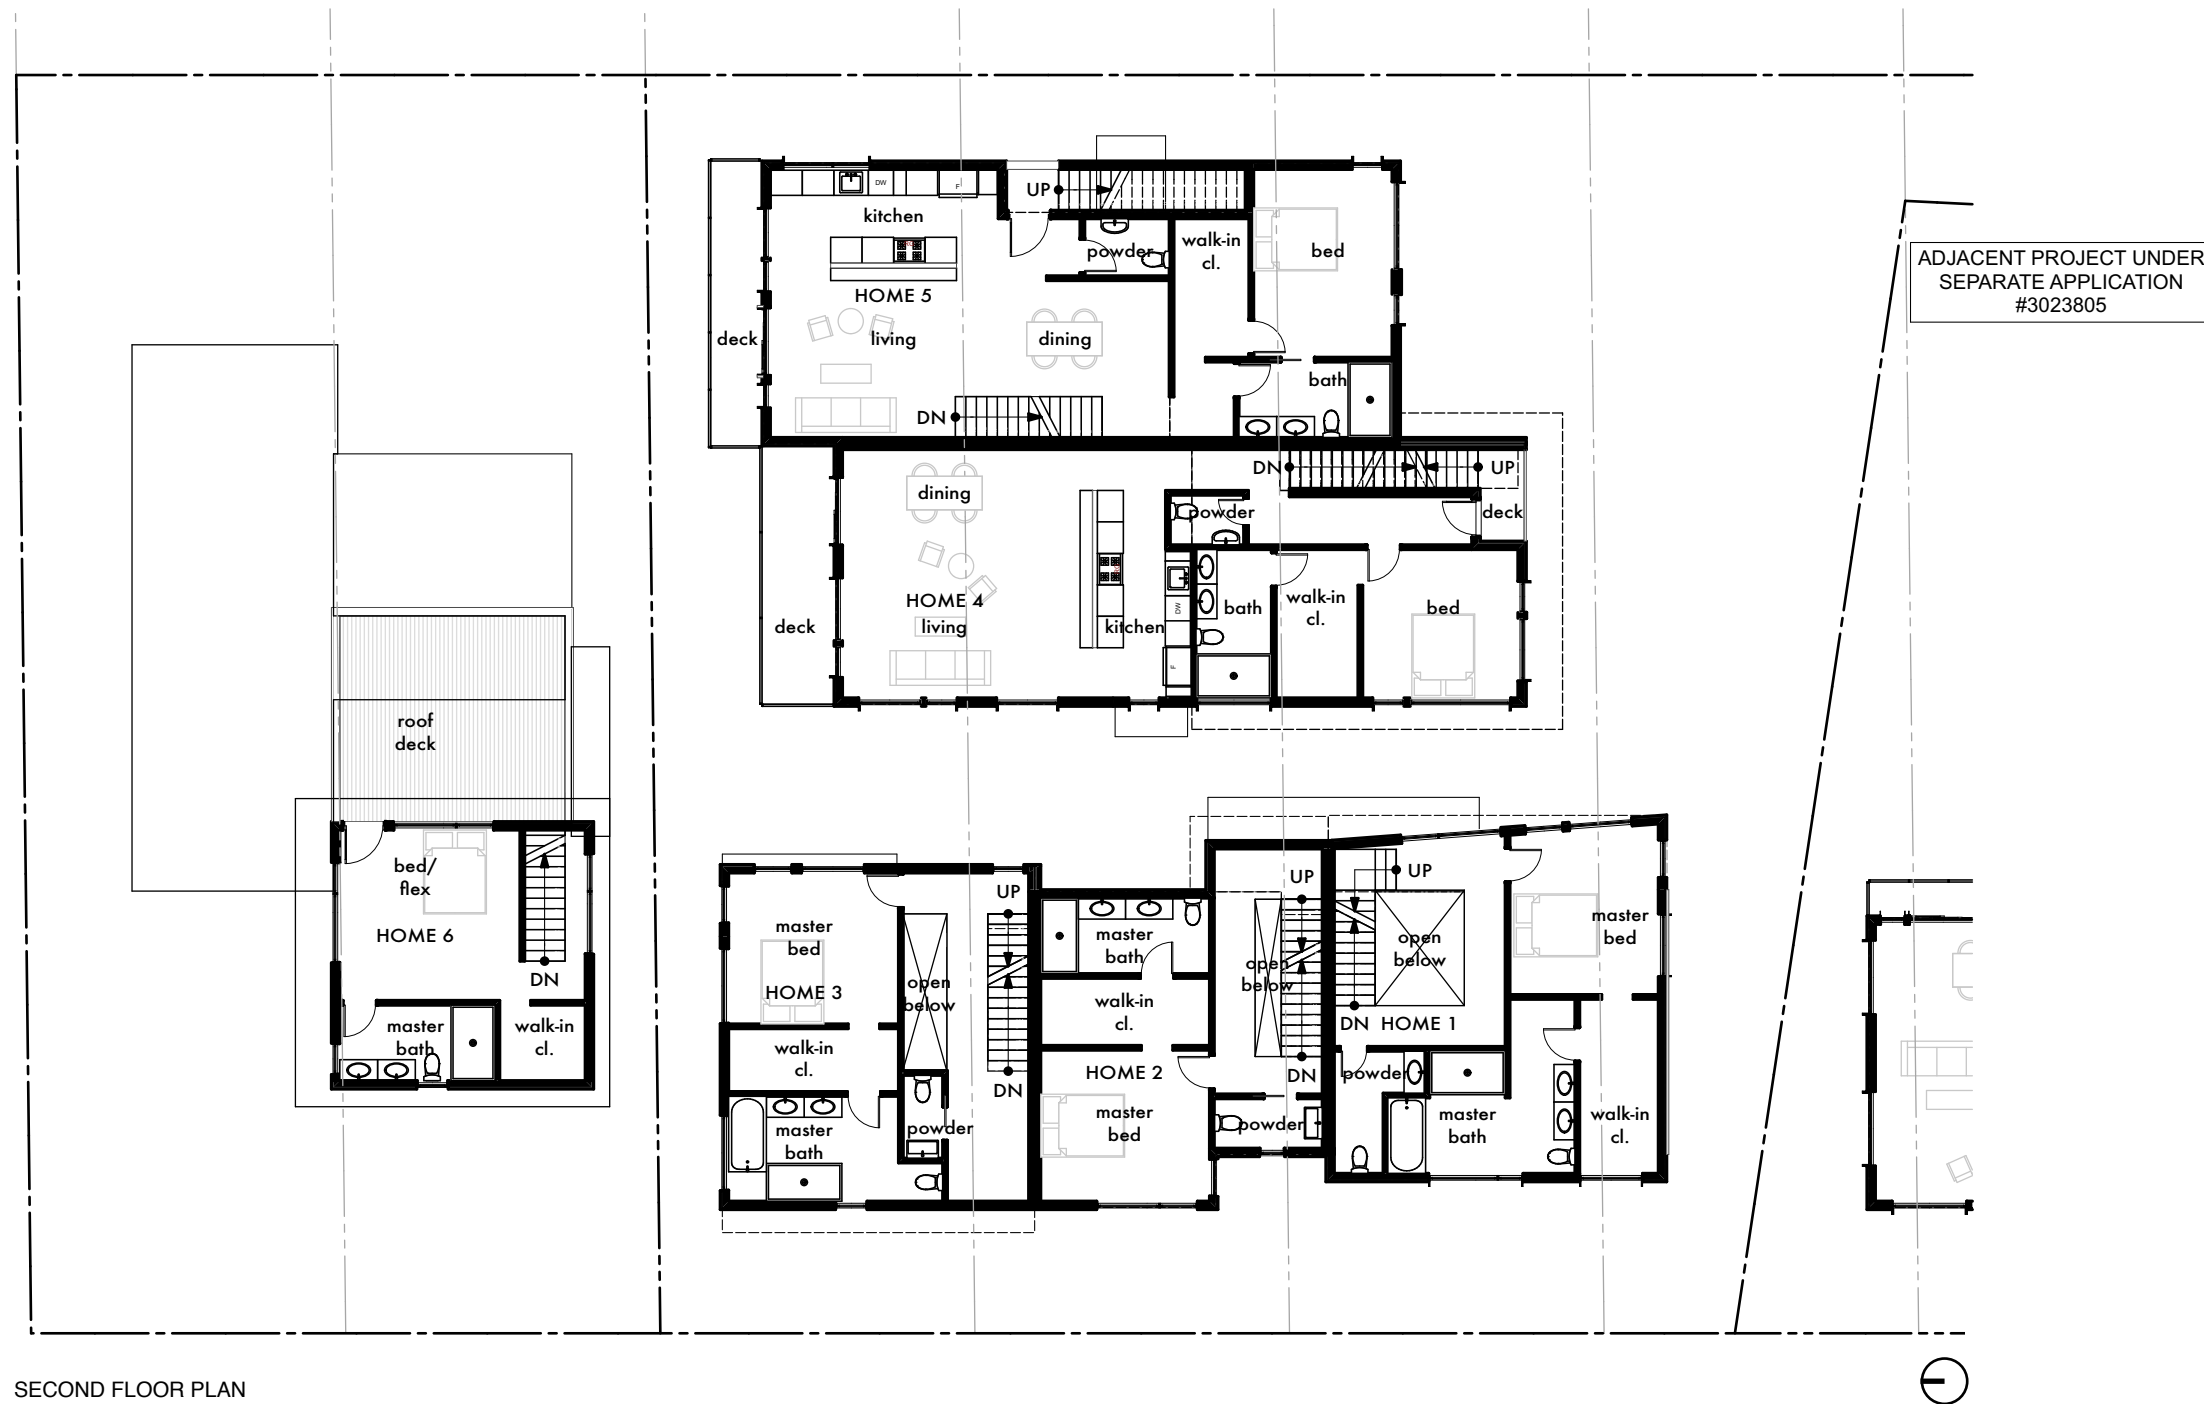 ADJACENT PROJECT UNDER
SEPARATE APPLICATION
#3023805
UP
DW
F
kitchen
powder
walk-in
cl.
bed
HOME 5
deck
living
dining
bath
DN
dining
DN
UP
powder
deck
HOME 4
living
deck
kitchen
DW
F
bath
walk-in
cl.
bed
roof
deck
bed/
flex
HOME 6
DN
master
bath
walk-in
cl.
master
bed
HOME 3
open
below
UP
DN
walk-in
cl.
master
bath
powder
master
bath
walk-in
cl.
HOME 2
master
bed
UP
open
below
DN
powder
UP
open
below
DN
HOME 1
master
bed
powder
master
bath
walk-in
cl.
SECOND FLOOR PLAN